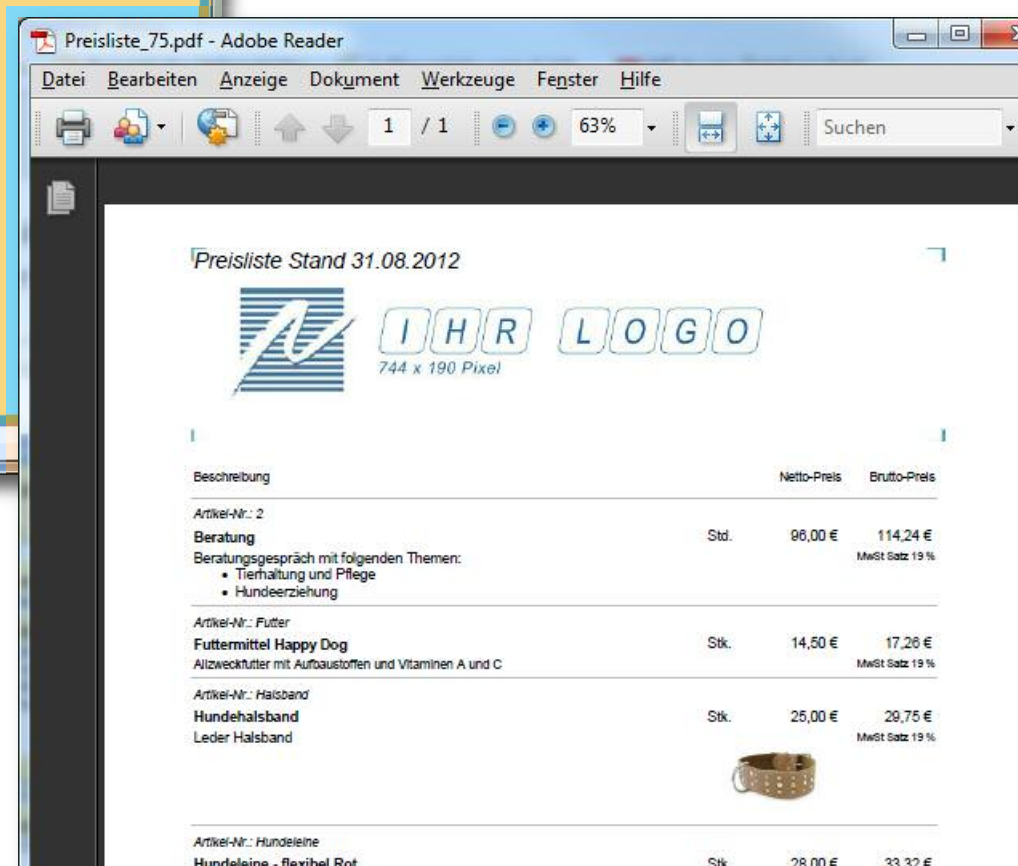 Preisliste_75.pdf - Adobe Reader
Datei Bearbeiten Anzeige Dokument Werkzeuge Fenster Hilfe
1 / 1 63% Suchen
Preisliste Stand 31.08.2012
IHR LOGO
744 x 190 Pixel
Beschreibung Netto-Preis Brutto-Preis
Artikel-Nr.: 2
Beratung Std. 96,00 € 114,24 €
Beratungsgespräch mit folgenden Themen: MwSt Satz 19 %
• Tierhaltung und Pflege
• Hundeerziehung
Artikel-Nr.: Futter
Futtermittel Happy Dog Stk. 14,50 € 17,26 €
Allzweckfutter mit Aufbaustoffen und Vitaminen A und C MwSt Satz 19 %
Artikel-Nr.: Halsband
Hundehalsband Stk. 25,00 € 29,75 €
Leder Halsband MwSt Satz 19 %
Artikel-Nr.: Hundeleine
Hundeleine - flexibel Rot Stk. 28,00 € 33,32 €